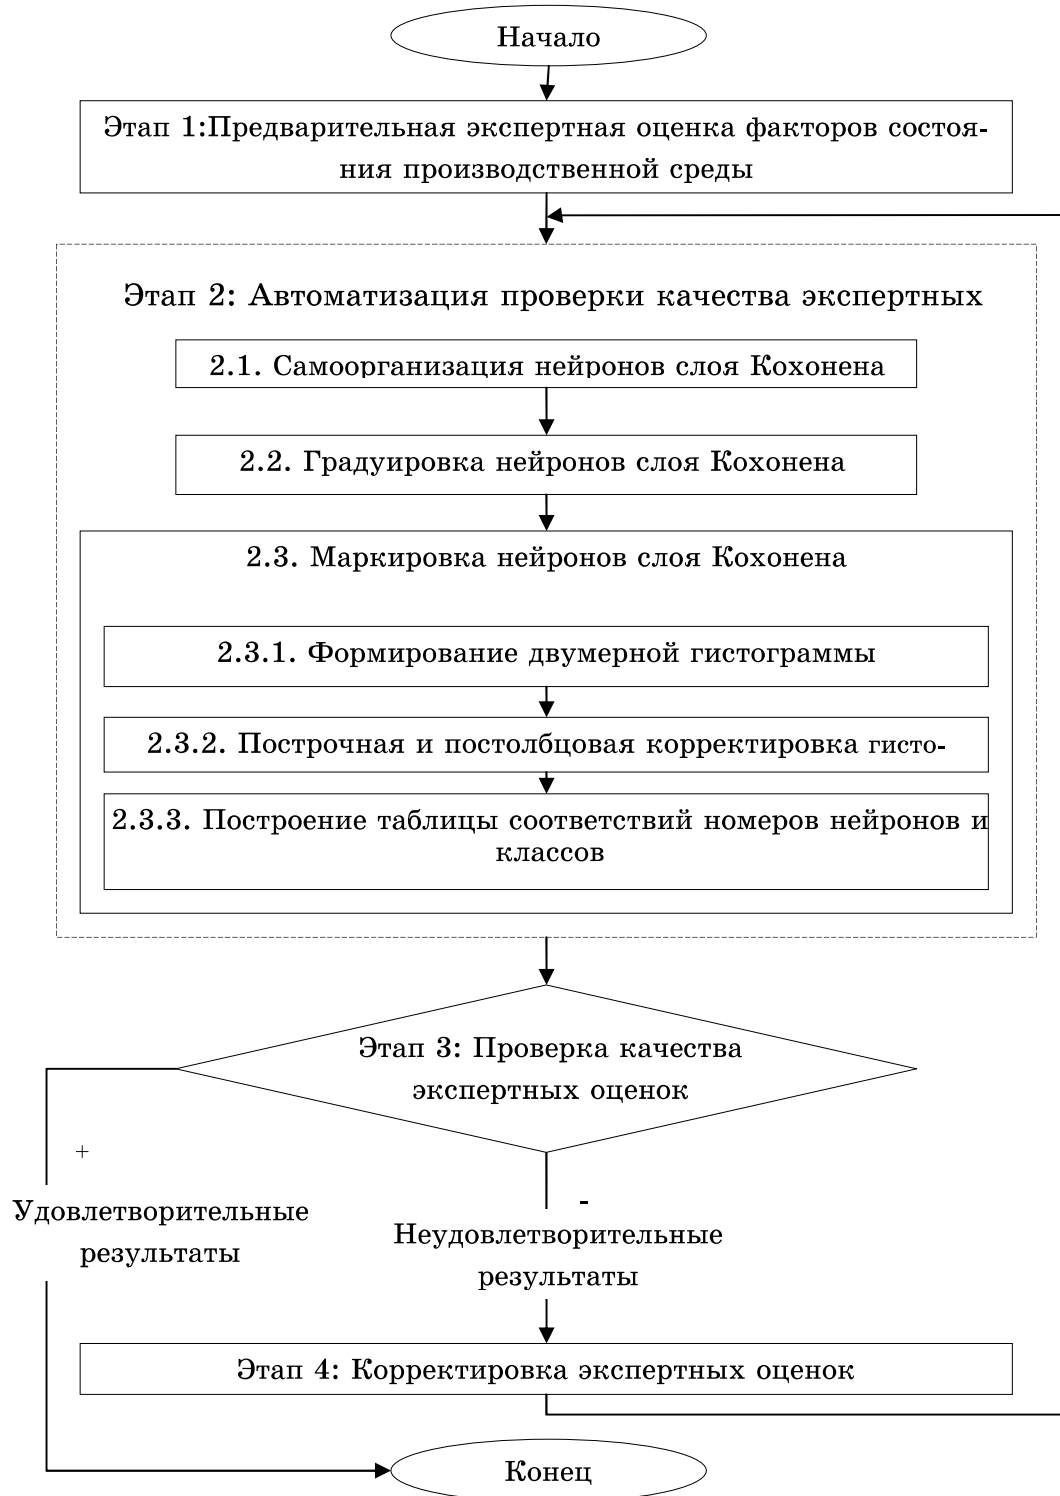 Начало
Этап 1:Предварительная экспертная оценка факторов состоя-
ния производственной среды
Этап 2: Автоматизация проверки качества экспертных
2.1. Самоорганизация нейронов слоя Кохонена
2.2. Градуировка нейронов слоя Кохонена
2.3. Маркировка нейронов слоя Кохонена
2.3.1. Формирование двумерной гистограммы
2.3.2. Построчная и постолбцовая корректировка гисто-
2.3.3. Построение таблицы соответствий номеров нейронов и
классов
Этап 3: Проверка качества
экспертных оценок
+
Удовлетворительные
результаты
-
Неудовлетворительные
результаты
Этап 4: Корректировка экспертных оценок
Конец